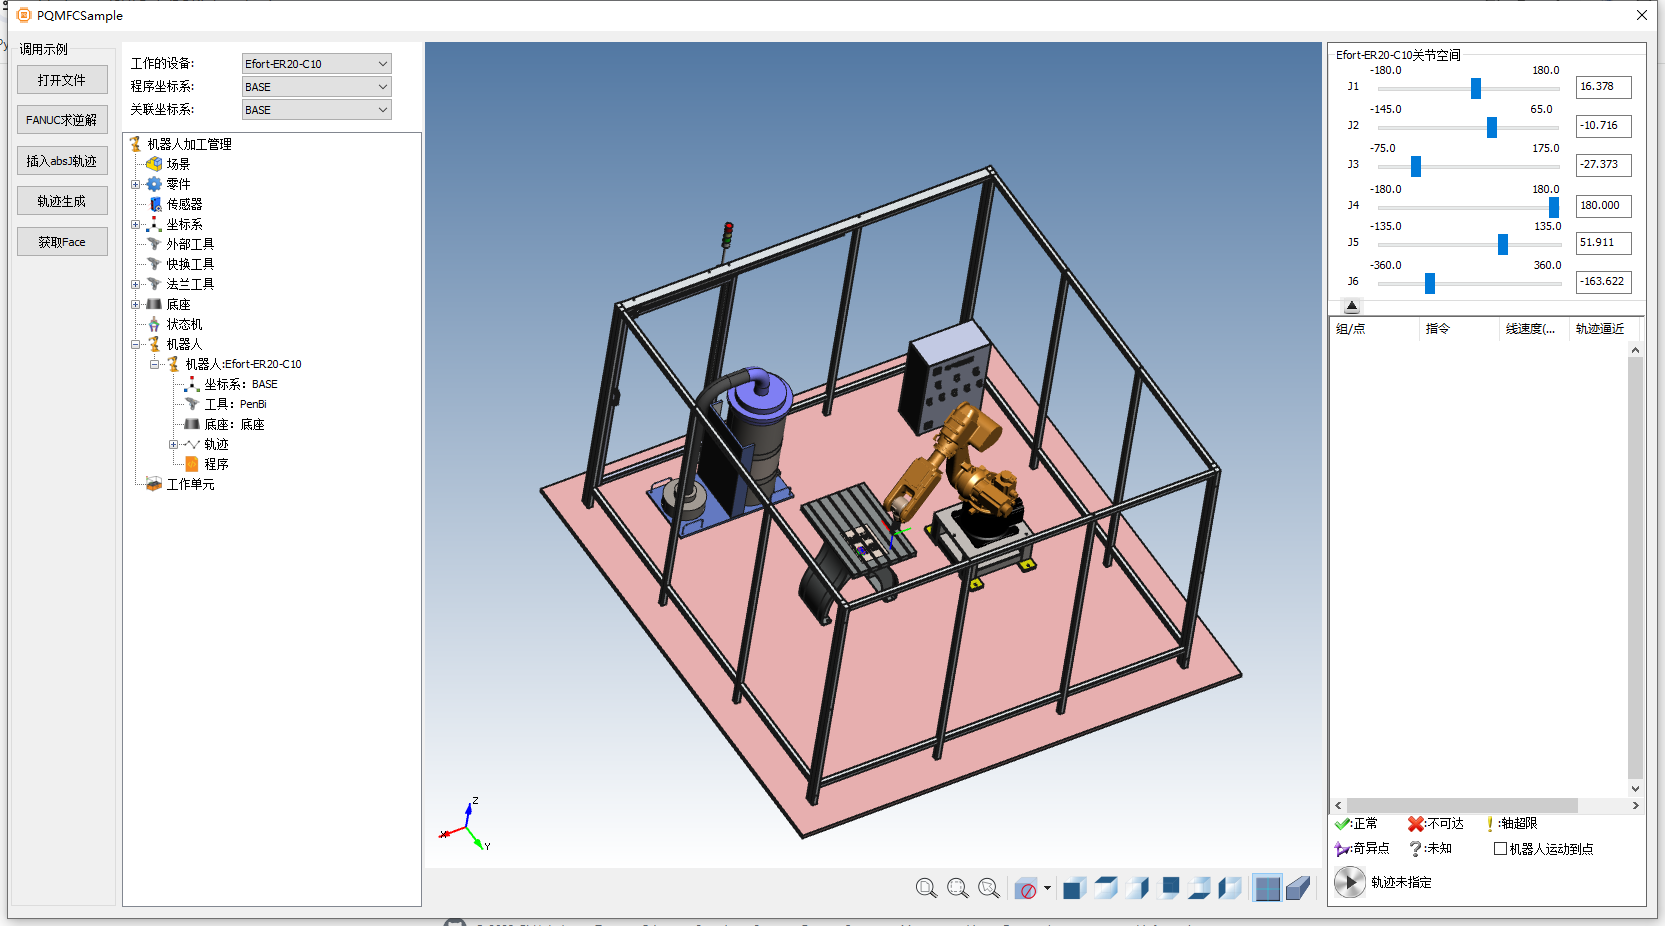 PQMFCSample
调用示例
打开文件
FANUC求逆解
插入absJ轨迹
轨迹生成
获取Face
工作的设备:
Efort-ER20-C10
程序坐标系:
BASE
关联坐标系:
BASE
机器人加工管理
场景
零件
传感器
坐标系
外部工具
快换工具
法兰工具
底座
状态机
机器人
机器人:Efort-ER20-C10
坐标系：BASE
工具：PenBi
底座：底座
轨迹
程序
工作单元
Z
X
Y
Efort-ER20-C10关节空间
-180.0 180.0
J1 16.378
-145.0 65.0
J2 -10.716
-75.0 175.0
J3 -27.373
-180.0 180.0
J4 180.000
-135.0 135.0
J5 51.911
-360.0 360.0
J6 -163.622
组/点 指令 线速度(... 轨迹逼近
:正常 :不可达 :轴超限
:奇异点 :未知 机器人运动到点
轨迹未指定